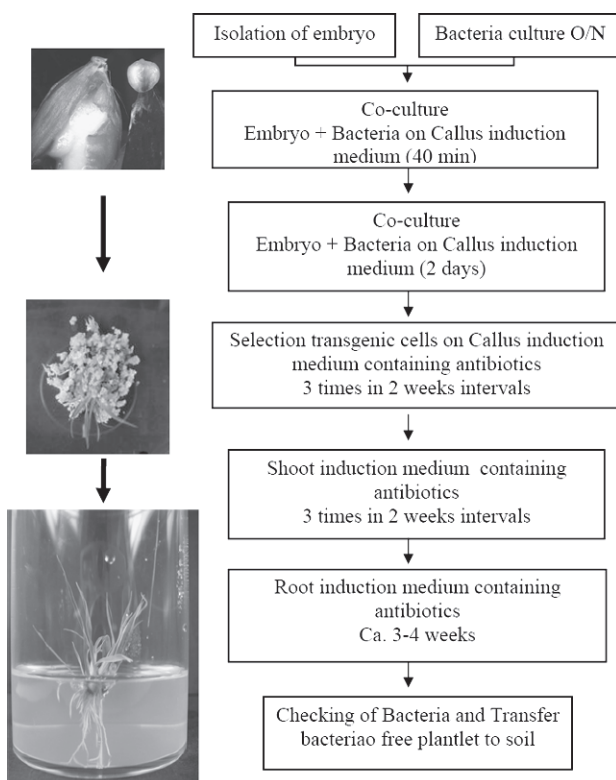 Isolation of embryo
Bacteria culture O/N
Co-culture
Embryo + Bacteria on Callus induction
medium (40 min)
Co-culture
Embryo + Bacteria on Callus induction
medium (2 days)
Selection transgenic cells on Callus induction
medium containing antibiotics
3 times in 2 weeks intervals
Shoot induction medium containing
antibiotics
3 times in 2 weeks intervals
Root induction medium containing
antibiotics
Ca. 3-4 weeks
Checking of Bacteria and Transfer
bacteriao free plantlet to soil